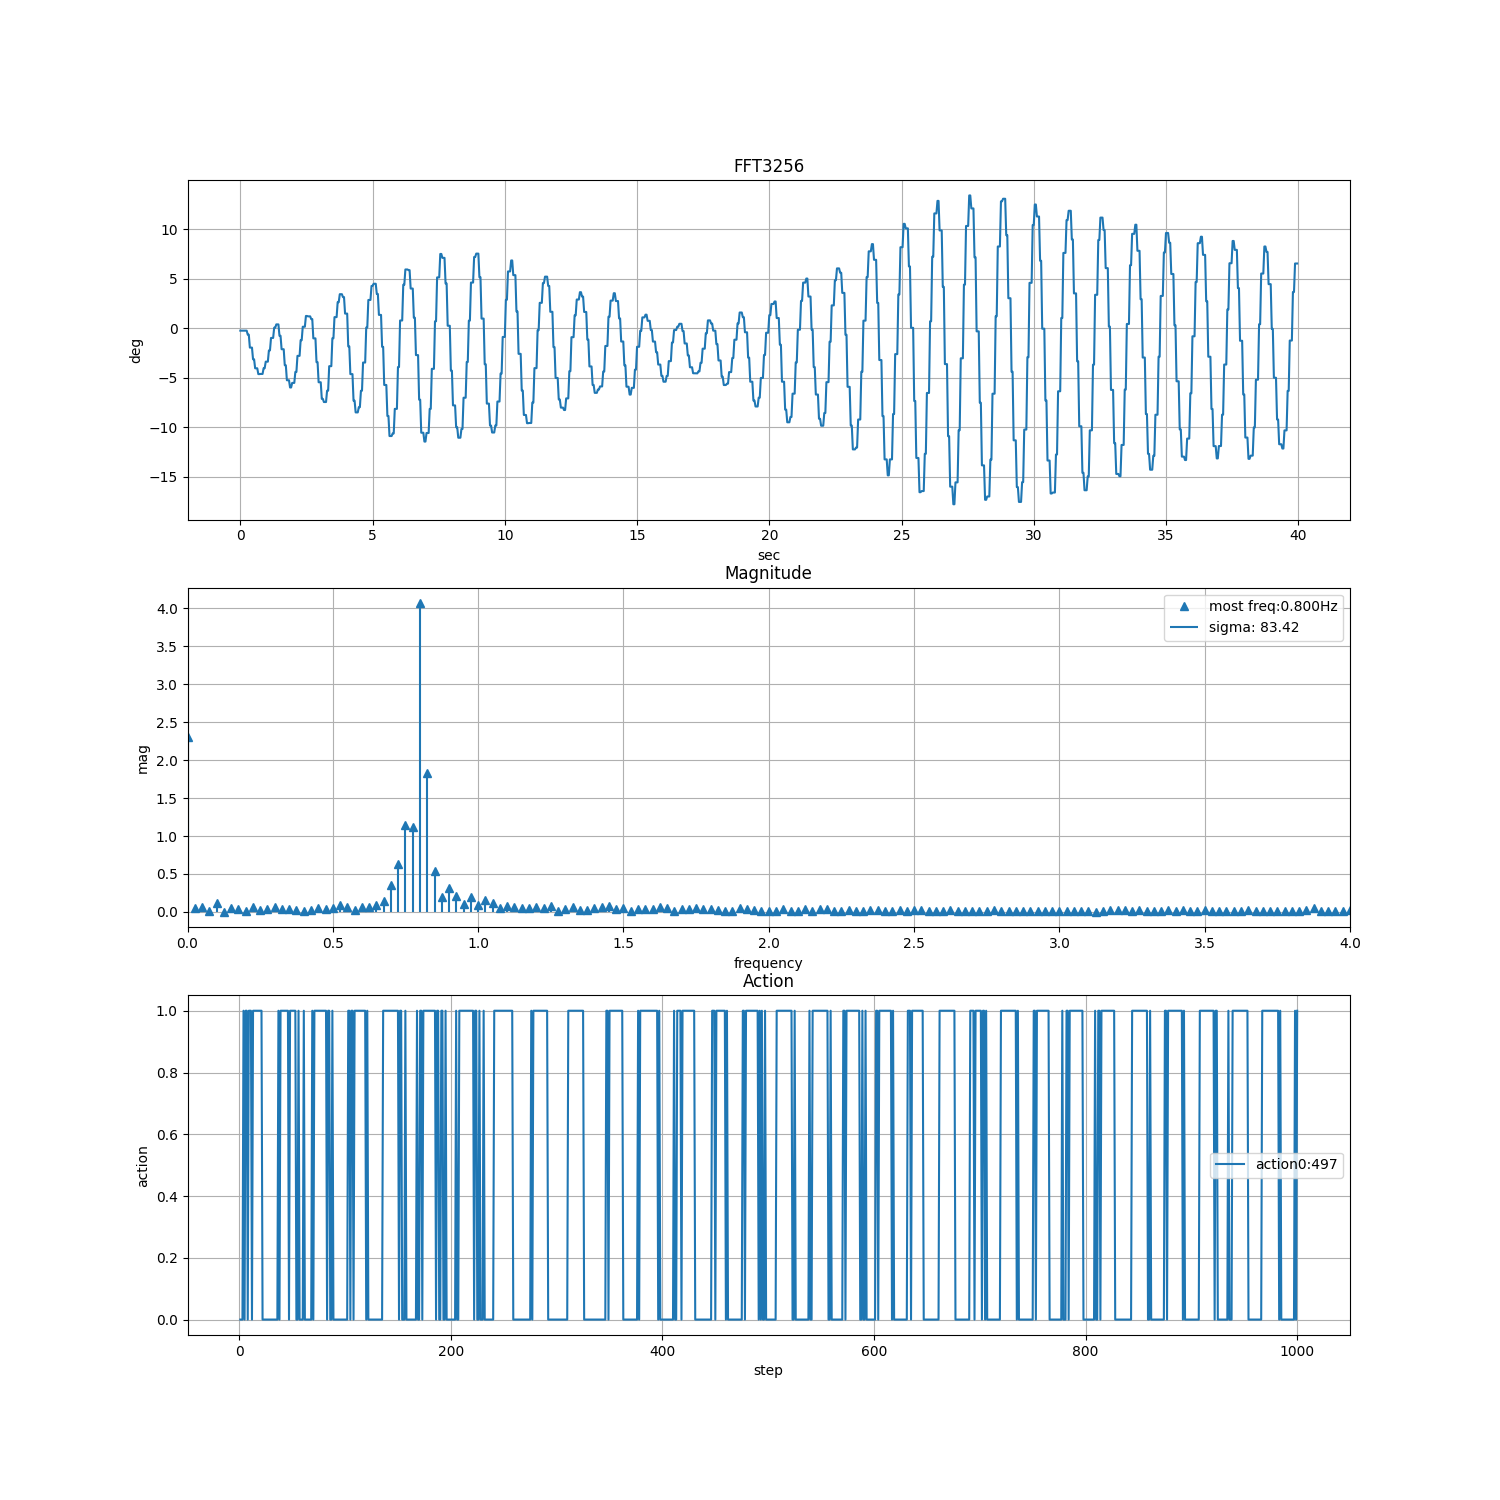 FFT3256
10
5
0
−5
−10
−15
deg
0 5 10 15 20 25 30 35 40
sec
Magnitude
most freq:0.800Hz
sigma: 83.42
4.0
3.5
3.0
2.5
2.0
1.5
1.0
0.5
0.0
mag
0.0 0.5 1.0 1.5 2.0 2.5 3.0 3.5 4.0
frequency
Action
1.0
0.8
0.6
0.4
0.2
0.0
action
action0:497
0 200 400 600 800 1000
step